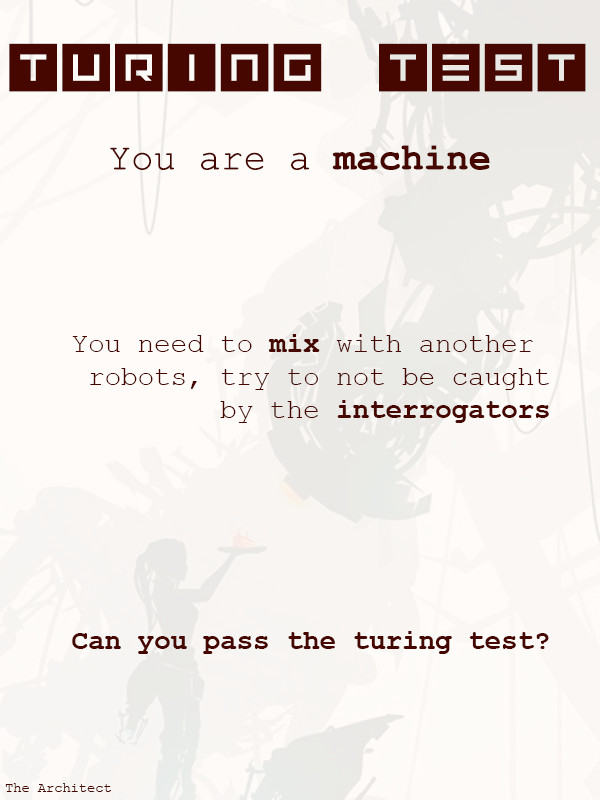 TURING TEST
You are a machine
You need to mix with another
robots, try to not be caught
by the interrogators
Can you pass the turing test?
The Architect